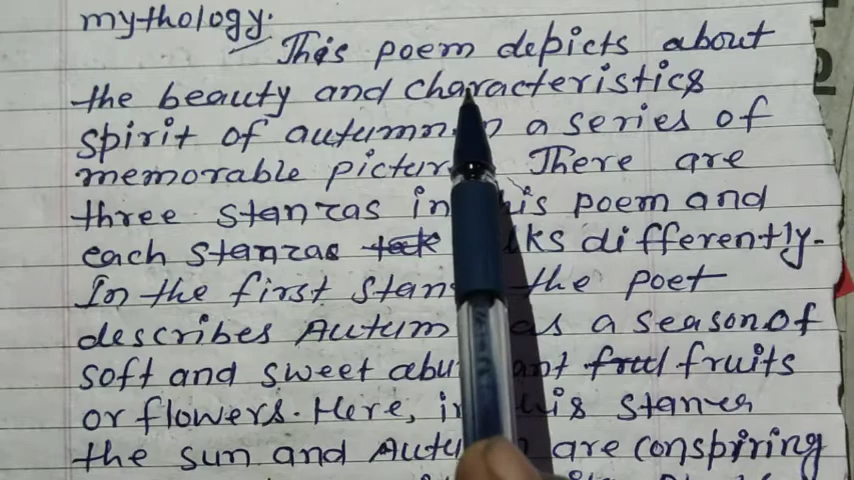 mythology.
This poem depicts about
the beauty and characteristics
spirit of autumn a series of
memorable There are
three stanzas in poem and
each stanzas differently.
In the first the poet
describes Autum as a season of
soft and sweet fruits
or flowers. Here, stanza
the sun and are conspiring